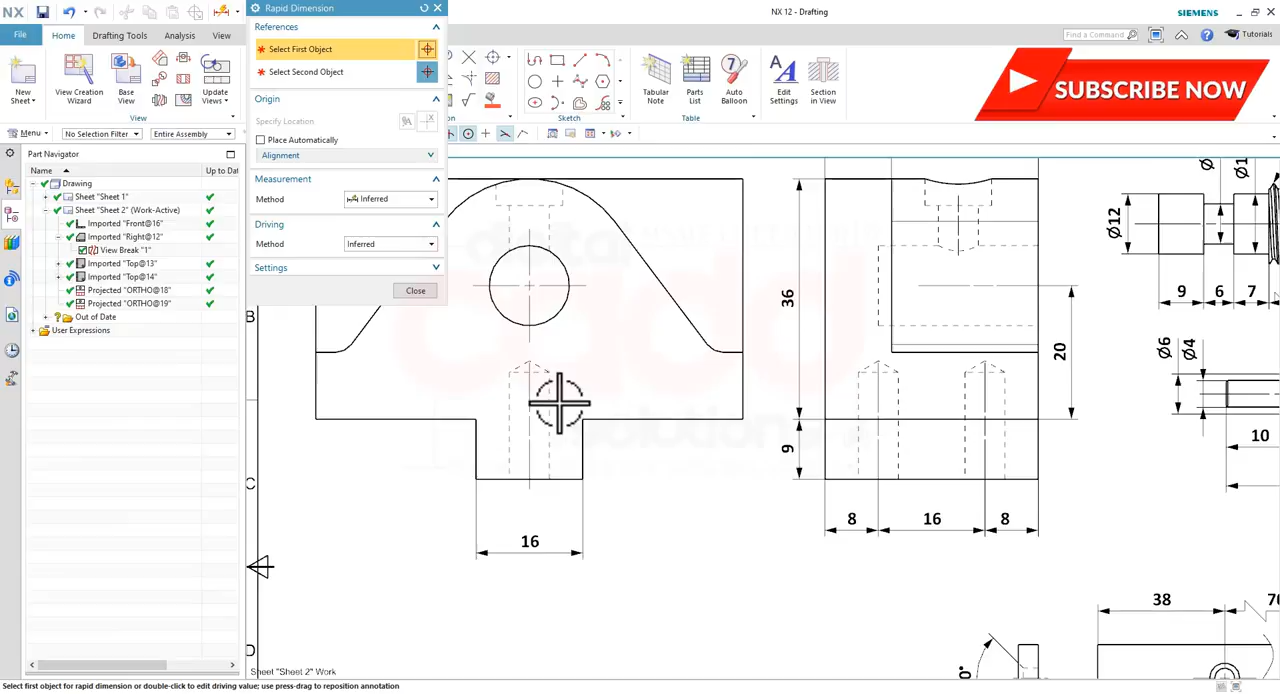 NX
Rapid Dimension
NX 12 - Drafting
SIEMENS
File
Home
Drafting Tools
Analysis
View
Find a Command
Tutorials
New
Sheet
View Creation
Wizard
Base
View
Update
Views
View
Sketch
Tabular
Note
Parts
List
Auto
Balloon
Table
Edit
Settings
Section
in View
SUBSCRIBE NOW
Menu
No Selection Filter
Entire Assembly
References
* Select First Object
* Select Second Object
Origin
Specify Location
Place Automatically
Alignment
Measurement
Method
Inferred
Driving
Method
Inferred
Settings
Close
Part Navigator
Name
Up to Dat
Drawing
Sheet "Sheet 1"
Sheet "Sheet 2" (Work-Active)
Imported "Front@16"
Imported "Right@12"
View Break "1"
Imported "Top@13"
Imported "Top@14"
Projected "ORTHO@18"
Projected "ORTHO@19"
Out of Date
User Expressions
B
C
D
36
9
20
16
8
16
8
Ø12
Ø
Ø1
9
6
7
Ø6
Ø4
10
38
70
0°
digital
cadd
solutions
Sheet "Sheet 2" Work
Select first object for rapid dimension or double-click to edit driving value; use press-drag to reposition annotation